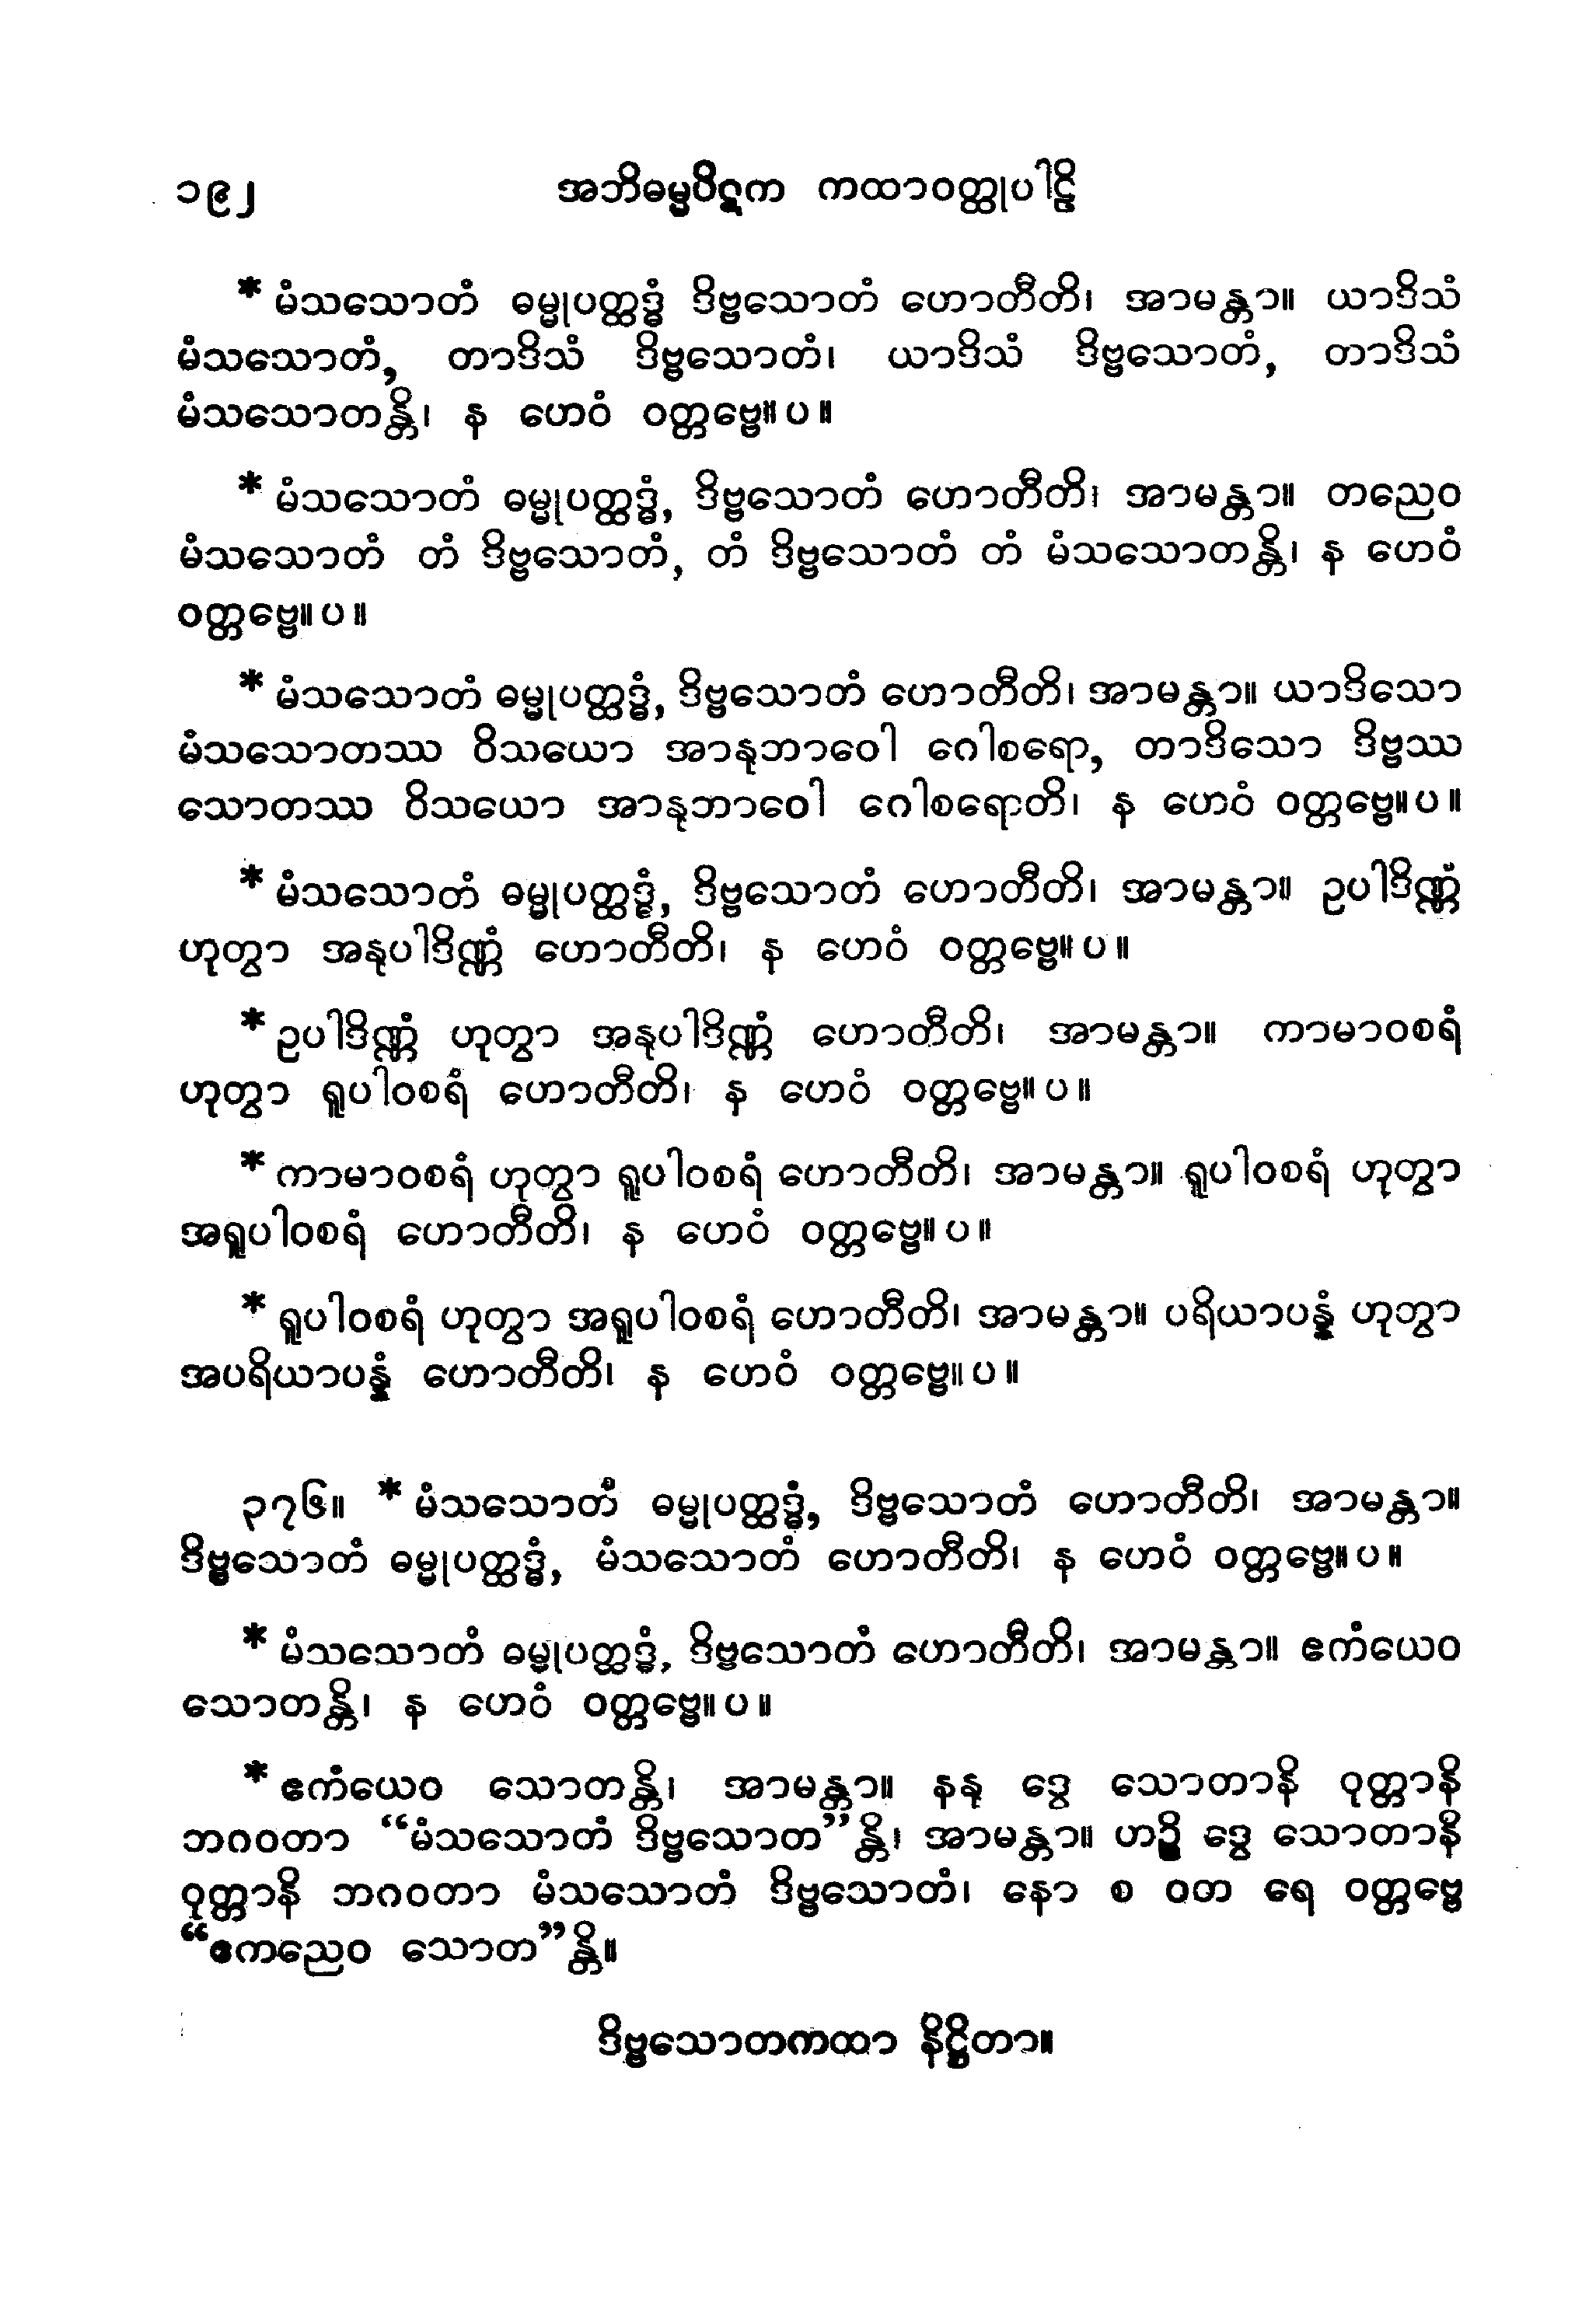 ၁၉၂ အဘိဓမ္မပိဋက ကထာဝတ္ထုပါဠိ
* မံသသောတံ ဓမ္မုပတ္ထဒ္ဓံ ဒိဗ္ဗသောတံ ဟောတီတိ၊ အာမန္တာ။ ယာဒိသံ
မံသသောတံ, တာဒိသံ ဒိဗ္ဗသောတံ၊ ယာဒိသံ ဒိဗ္ဗသောတံ, တာဒိသံ
မံသသောတန္တိ၊ န ဟေဝံ ဝတ္တဗ္ဗေ။ ပ ။
* မံသသောတံ ဓမ္မုပတ္ထဒ္ဓံ, ဒိဗ္ဗသောတံ ဟောတီတိ၊ အာမန္တာ။ တညေဝ
မံသသောတံ တံ ဒိဗ္ဗသောတံ, တံ ဒိဗ္ဗသောတံ တံ မံသသောတန္တိ၊ န ဟေဝံ
ဝတ္တဗ္ဗေ။ ပ ။
* မံသသောတံ ဓမ္မုပတ္ထဒ္ဓံ, ဒိဗ္ဗသောတံ ဟောတီတိ၊ အာမန္တာ။ ယာဒိသော
မံသသောတဿ ဝိသယော အာနုဘာဝေါ ဂေါစရော, တာဒိသော ဒိဗ္ဗဿ
သောတဿ ဝိသယော အာနုဘာဝေါ ဂေါစရောတိ၊ န ဟေဝံ ဝတ္တဗ္ဗေ။ ပ ။
* မံသသောတံ ဓမ္မုပတ္ထဒ္ဓံ, ဒိဗ္ဗသောတံ ဟောတီတိ၊ အာမန္တာ။ ဥပါဒိဏ္ဏံ
ဟုတွာ အနုပါဒိဏ္ဏံ ဟောတီတိ၊ န ဟေဝံ ဝတ္တဗ္ဗေ။ ပ ။
* ဥပါဒိဏ္ဏံ ဟုတွာ အနုပါဒိဏ္ဏံ ဟောတီတိ၊ အာမန္တာ။ ကာမာဝစရံ
ဟုတွာ ရူပါဝစရံ ဟောတီတိ၊ န ဟေဝံ ဝတ္တဗ္ဗေ။ ပ ။
* ကာမာဝစရံ ဟုတွာ ရူပါဝစရံ ဟောတီတိ၊ အာမန္တာ။ ရူပါဝစရံ ဟုတွာ
အရူပါဝစရံ ဟောတီတိ၊ န ဟေဝံ ဝတ္တဗ္ဗေ။ ပ ။
* ရူပါဝစရံ ဟုတွာ အရူပါဝစရံ ဟောတီတိ၊ အာမန္တာ။ ပရိယာပန္နံ ဟုတွာ
အပရိယာပန္နံ ဟောတီတိ၊ န ဟေဝံ ဝတ္တဗ္ဗေ။ ပ ။
၃၇၆။ * မံသသောတံ ဓမ္မုပတ္ထဒ္ဓံ, ဒိဗ္ဗသောတံ ဟောတီတိ၊ အာမန္တာ။
ဒိဗ္ဗသောတံ ဓမ္မုပတ္ထဒ္ဓံ, မံသသောတံ ဟောတီတိ၊ န ဟေဝံ ဝတ္တဗ္ဗေ။ ပ ။
* မံသသောတံ ဓမ္မုပတ္ထဒ္ဓံ, ဒိဗ္ဗသောတံ ဟောတီတိ၊ အာမန္တာ။ ဧကံယေဝ
သောတန္တိ၊ န ဟေဝံ ဝတ္တဗ္ဗေ။ ပ ။
* ဧကံယေဝ သောတန္တိ၊ အာမန္တာ။ နနု ဒွေ သောတာနိ ဝုတ္တာနိ
ဘဂဝတာ “မံသသောတံ ဒိဗ္ဗသောတ”န္တိ၊ အာမန္တာ။ ဟဉ္စိ ဒွေ သောတာနိ
ဝုတ္တာနိ ဘဂဝတာ မံသသောတံ ဒိဗ္ဗသောတံ၊ နော စ ဝတ ရေ ဝတ္တဗ္ဗေ
“ဧကညေဝ သောတ”န္တိ။
ဒိဗ္ဗသောတကထာ နိဋ္ဌိတာ။